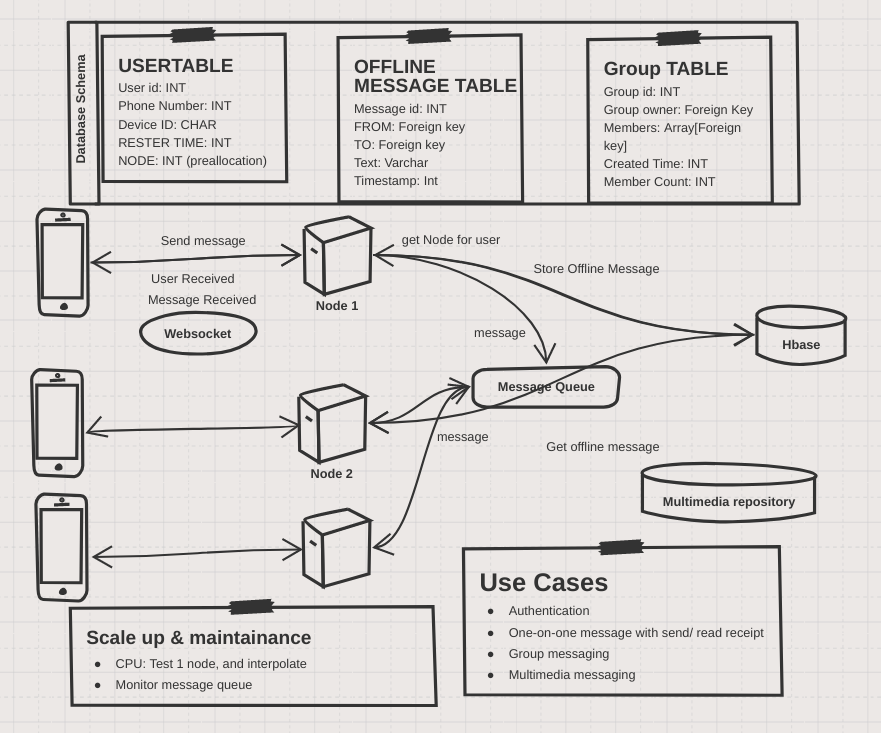 Database Schema
USERTABLE
User id: INT
Phone Number: INT
Device ID: CHAR
RESTER TIME: INT
NODE: INT (preallocation)
OFFLINE
MESSAGE TABLE
Message id: INT
FROM: Foreign key
TO: Foreign key
Text: Varchar
Timestamp: Int
Group TABLE
Group id: INT
Group owner: Foreign Key
Members: Array[Foreign
key]
Created Time: INT
Member Count: INT
Send message
User Received
Message Received
Websocket
Node 1
get Node for user
Store Offline Message
message
Hbase
Message Queue
message
Node 2
Get offline message
Multimedia repository
Scale up & maintainance
• CPU: Test 1 node, and interpolate
• Monitor message queue
Use Cases
• Authentication
• One-on-one message with send/ read receipt
• Group messaging
• Multimedia messaging